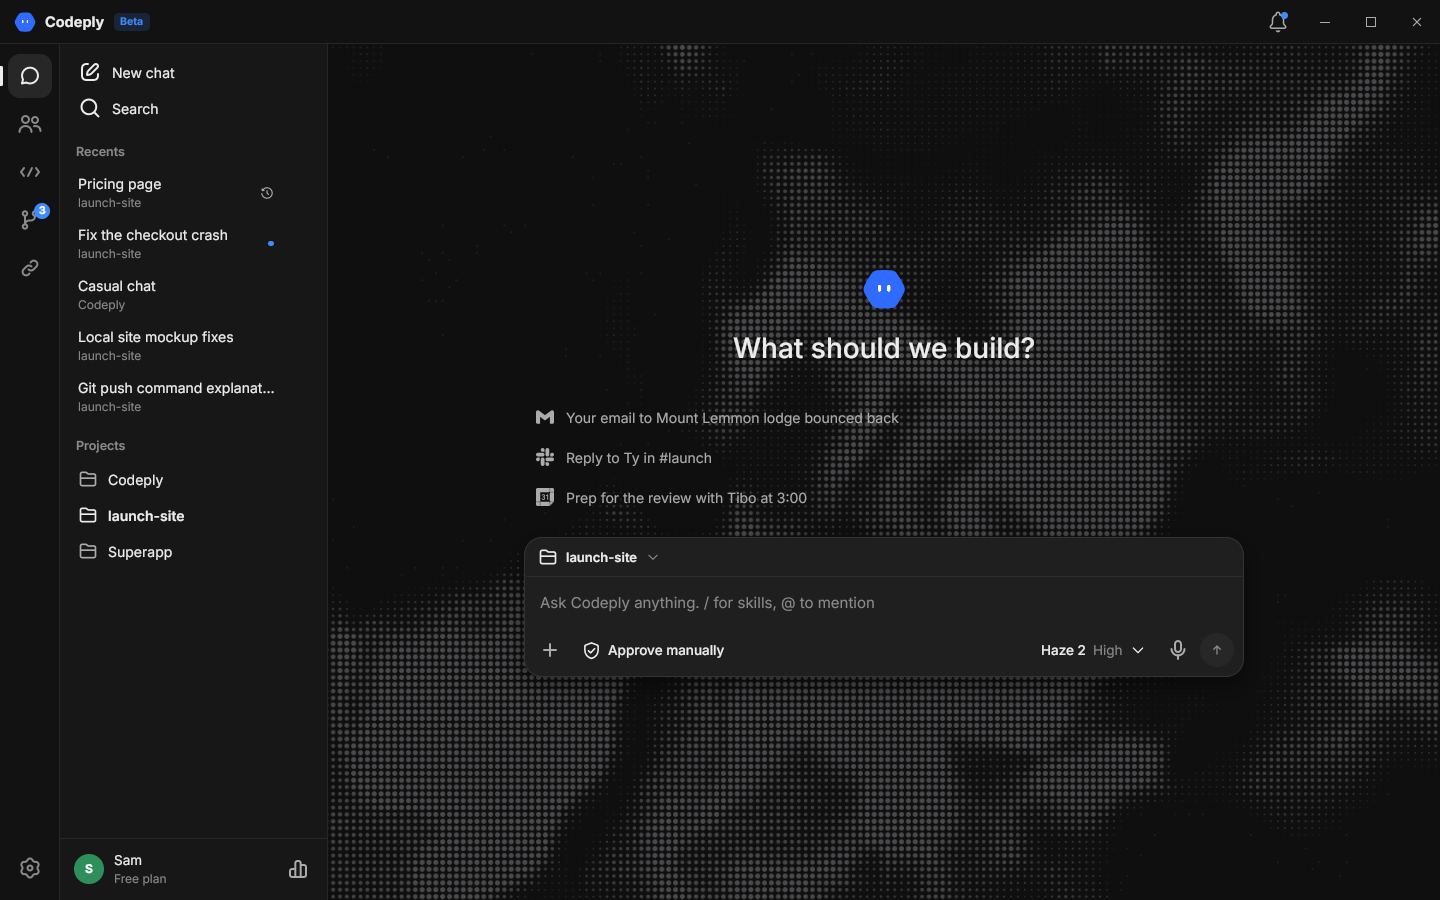 Codeply Beta
New chat
Search
Recents
Pricing page
launch-site
Fix the checkout crash
launch-site
Casual chat
Codeply
Local site mockup fixes
launch-site
Git push command explanat...
launch-site
Projects
Codeply
launch-site
Superapp
3
S
Sam
Free plan
What should we build?
Your email to Mount Lemmon lodge bounced back
Reply to Ty in #launch
31
Prep for the review with Tibo at 3:00
launch-site
Ask Codeply anything. / for skills, @ to mention
Approve manually
Haze 2 High